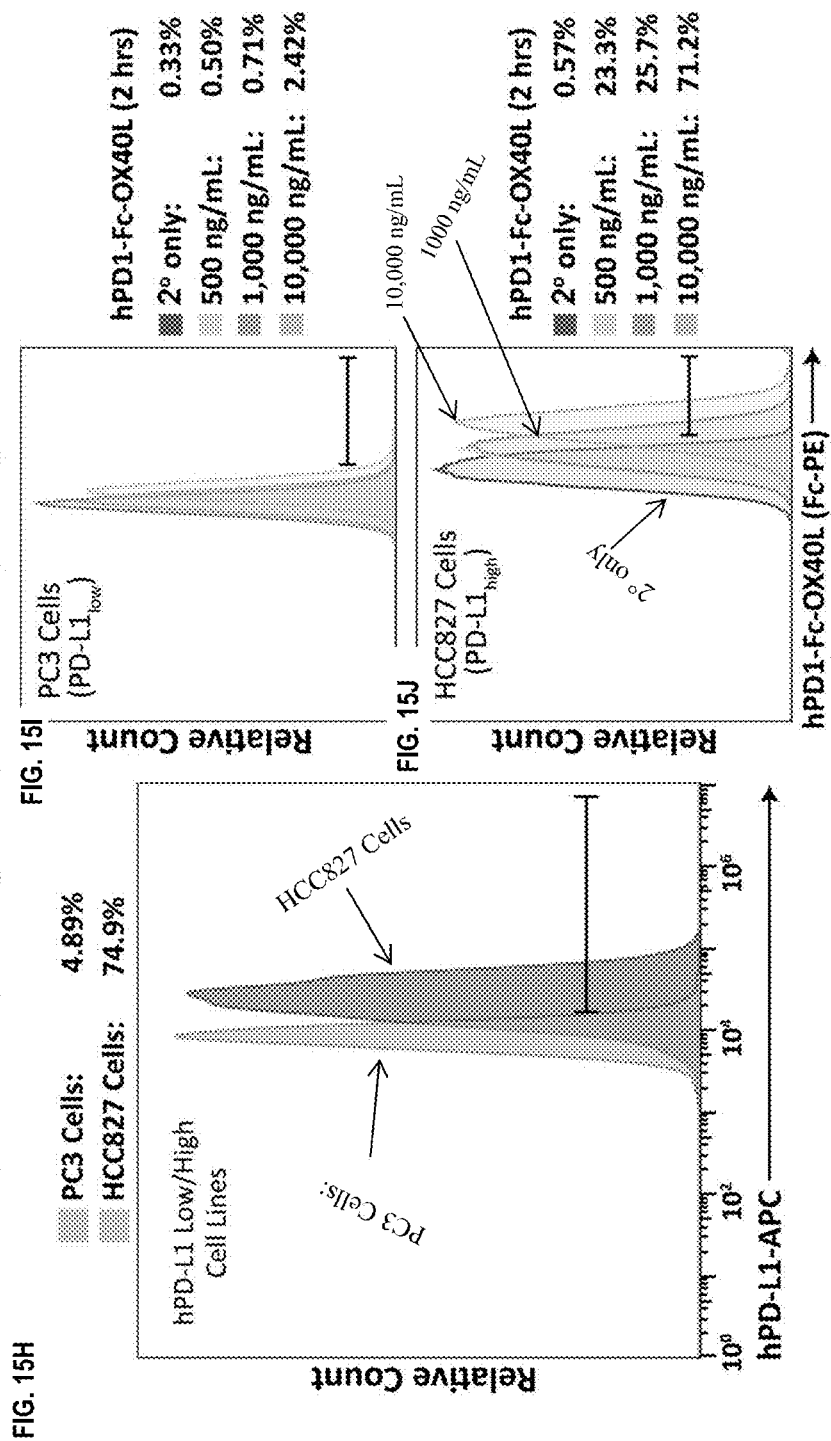 FIG. 15H
PC3 Cells: 4.89%
HCC827 Cells: 74.9%
hPD-L1 Low/High
Cell Lines
PC3 Cells:
HCC827 Cells
Relative Count
10⁰
10²
10³
10⁶
hPD-L1-APC
FIG. 15I
PC3 Cells
(PD-L1low)
Relative Count
hPD1-Fc-OX40L (2 hrs)
2° only: 0.33%
500 ng/mL: 0.50%
1,000 ng/mL: 0.71%
10,000 ng/mL: 2.42%
FIG. 15J
HCC827 Cells
(PD-L1high)
Relative Count
2° only
10,000 ng/mL
1000 ng/mL
hPD1-Fc-OX40L (Fc-PE)
hPD1-Fc-OX40L (2 hrs)
2° only: 0.57%
500 ng/mL: 23.3%
1,000 ng/mL: 25.7%
10,000 ng/mL: 71.2%